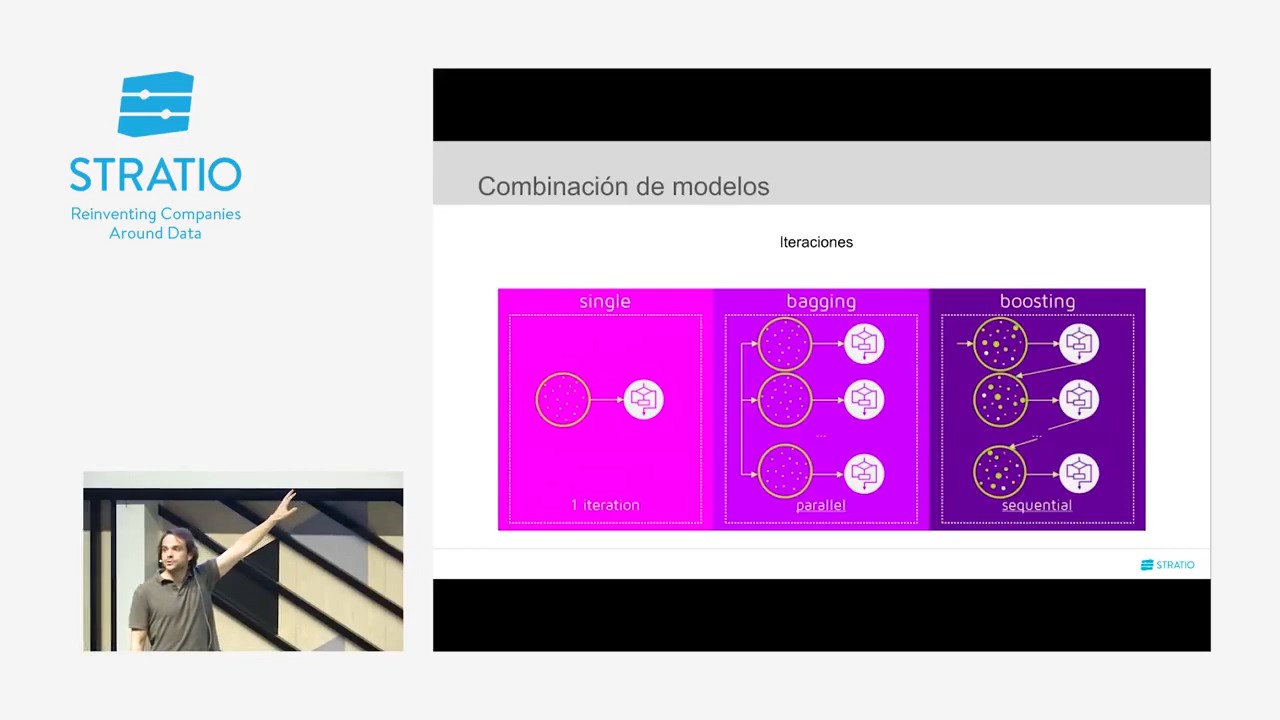 STRATIO
Reinventing Companies
Around Data
Combinación de modelos
Iteraciones
single
bagging
boosting
...
...
1 iteration
parallel
sequential
STRATIO